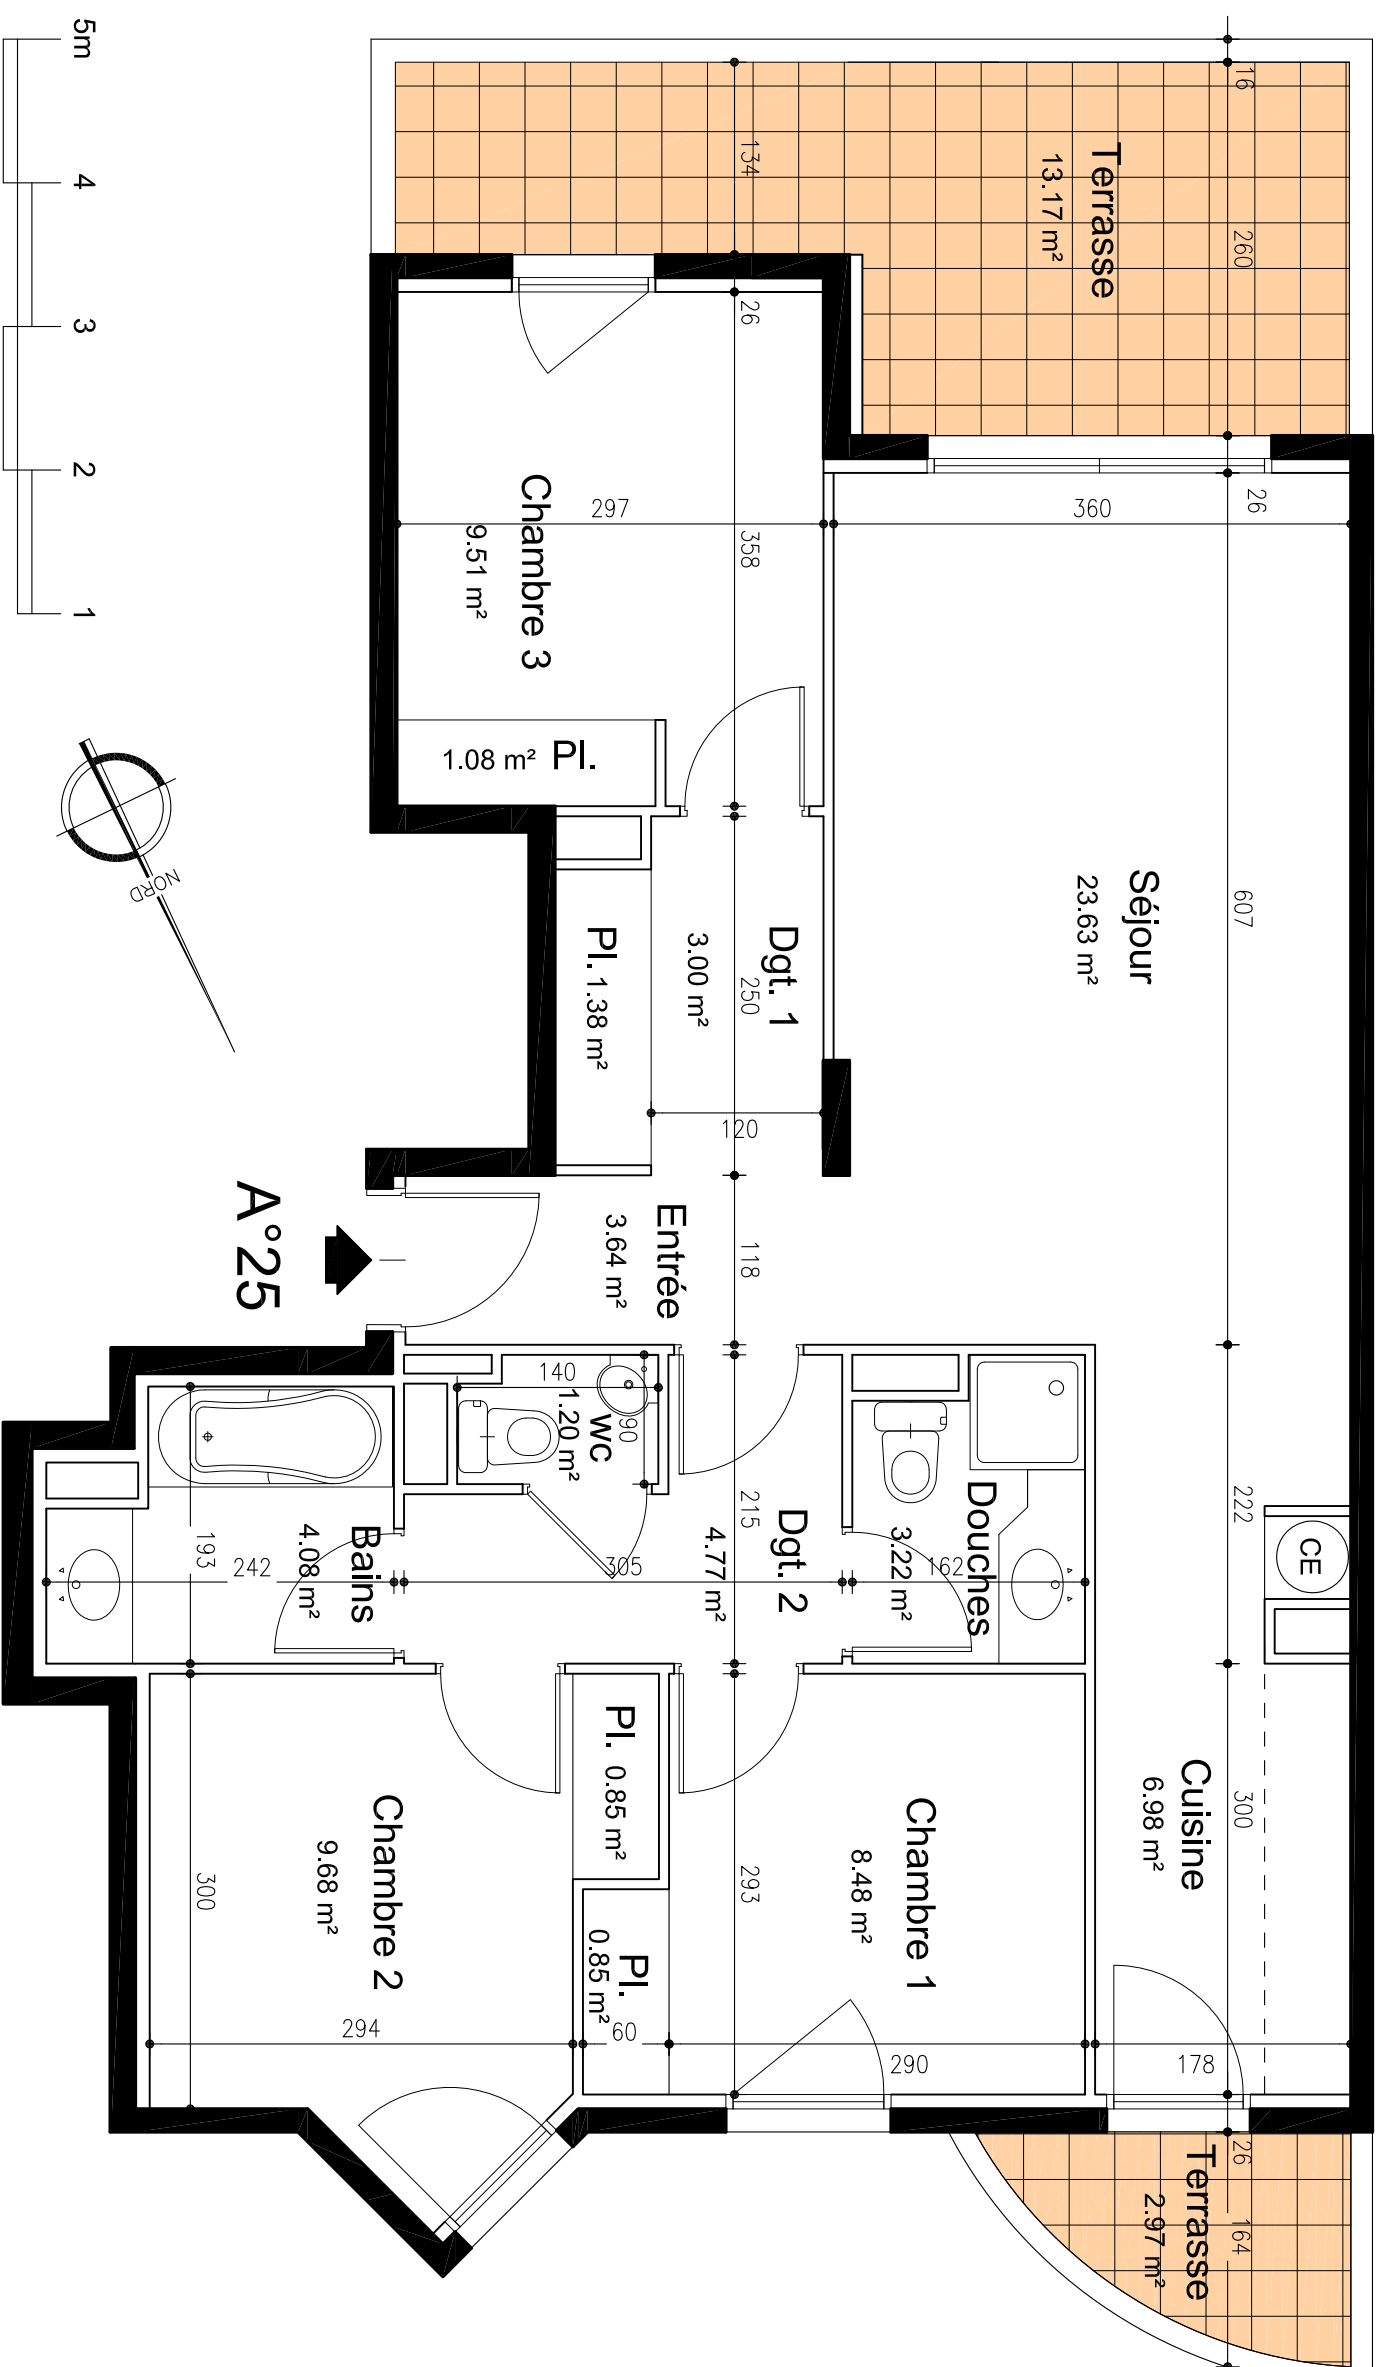 Terrasse
13.17 m²
16
260
134
26
26
Chambre 3
9.51 m²
297
358
360
Séjour
23.63 m²
607
1.08 m² Pl.
Dgt. 1
3.00 m²
250
Pl. 1.38 m²
120
Entrée
3.64 m²
118
A°25
140
90
wc
1.20 m²
Bains
4.08 m²
193
242
305
Dgt. 2
4.77 m²
215
Douches
3.22 m²
162
222
CE
Cuisine
6.98 m²
300
178
Chambre 1
8.48 m²
293
290
Pl. 0.85 m²
Pl.
0.85 m²
60
Chambre 2
9.68 m²
300
294
Terrasse
2.97 m²
26
164
NORD
5m
4
3
2
1